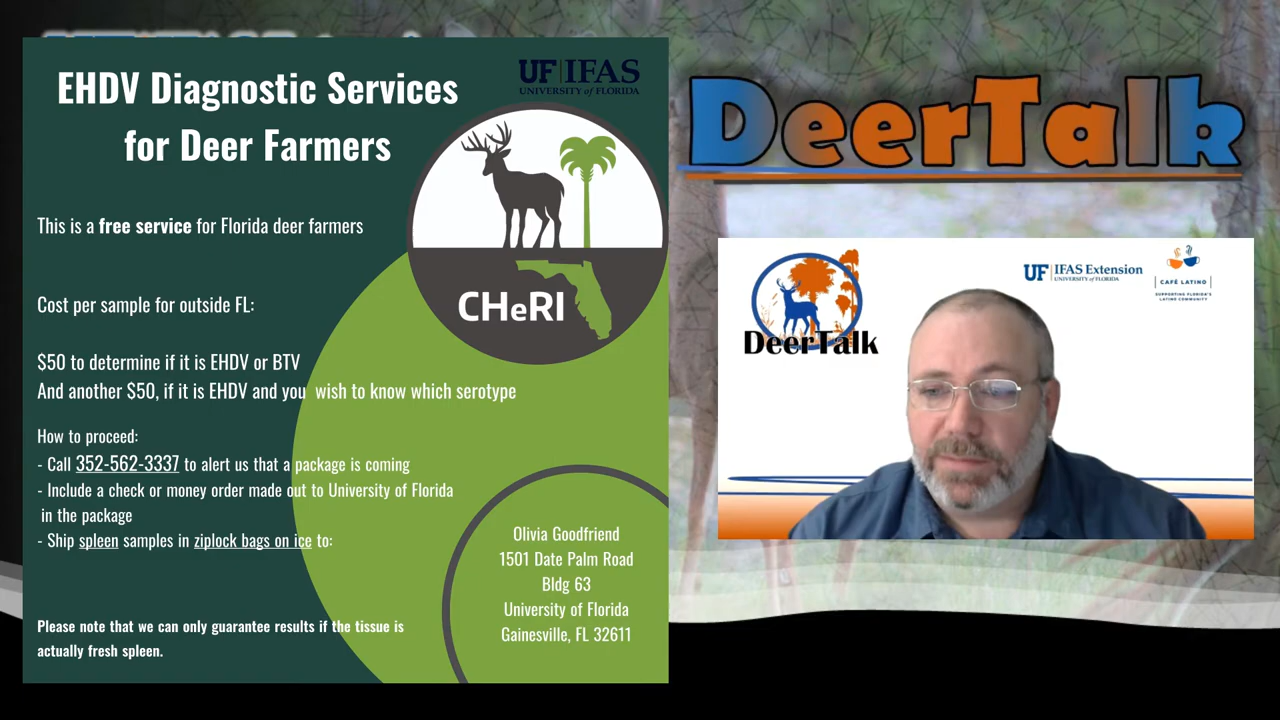 EHDV Diagnostic Services
for Deer Farmers
UF|IFAS
UNIVERSITY of FLORIDA
This is a free service for Florida deer farmers
CHeRI
Cost per sample for outside FL:
$50 to determine if it is EHDV or BTV
And another $50, if it is EHDV and you wish to know which serotype
How to proceed:
- Call 352-562-3337 to alert us that a package is coming
- Include a check or money order made out to University of Florida
in the package
- Ship spleen samples in ziplock bags on ice to:
Olivia Goodfriend
1501 Date Palm Road
Bldg 63
University of Florida
Gainesville, FL 32611
Please note that we can only guarantee results if the tissue is
actually fresh spleen.
DeerTalk
DeerTalk
UF|IFAS Extension
UNIVERSITY of FLORIDA
CAFÉ LATINO
SUPPORTING FLORIDA'S
LATINO COMMUNITY